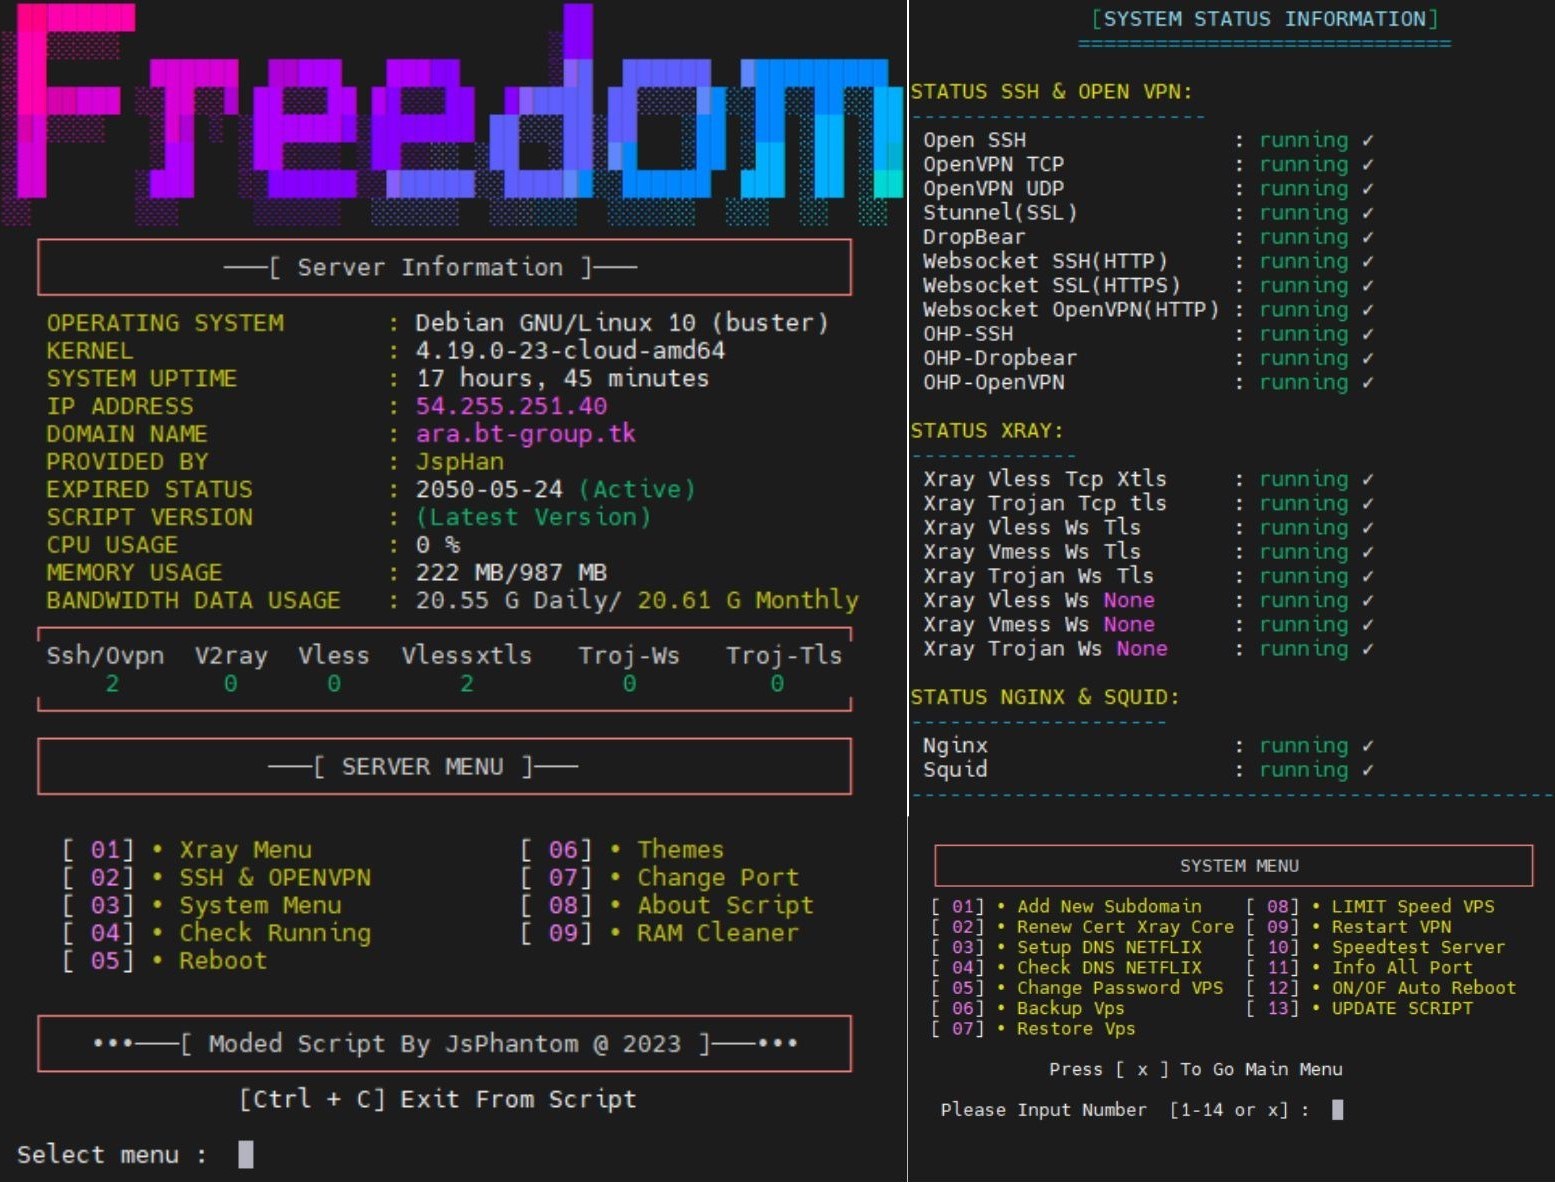 Freedom
───[ Server Information ]───
OPERATING SYSTEM : Debian GNU/Linux 10 (buster)
KERNEL : 4.19.0-23-cloud-amd64
SYSTEM UPTIME : 17 hours, 45 minutes
IP ADDRESS : 54.255.251.40
DOMAIN NAME : ara.bt-group.tk
PROVIDED BY : JspHan
EXPIRED STATUS : 2050-05-24 (Active)
SCRIPT VERSION : (Latest Version)
CPU USAGE : 0 %
MEMORY USAGE : 222 MB/987 MB
BANDWIDTH DATA USAGE : 20.55 G Daily/ 20.61 G Monthly
Ssh/Ovpn V2ray Vless Vlessxtls Troj-Ws Troj-Tls
2 0 0 2 0 0
───[ SERVER MENU ]───
[ 01] • Xray Menu [ 06] • Themes
[ 02] • SSH & OPENVPN [ 07] • Change Port
[ 03] • System Menu [ 08] • About Script
[ 04] • Check Running [ 09] • RAM Cleaner
[ 05] • Reboot
•••───[ Moded Script By JsPhantom @ 2023 ]───•••
[Ctrl + C] Exit From Script
Select menu :
[SYSTEM STATUS INFORMATION]
=============================
STATUS SSH & OPEN VPN:
-----------------------
Open SSH : running ✓
OpenVPN TCP : running ✓
OpenVPN UDP : running ✓
Stunnel(SSL) : running ✓
DropBear : running ✓
Websocket SSH(HTTP) : running ✓
Websocket SSL(HTTPS) : running ✓
Websocket OpenVPN(HTTP) : running ✓
OHP-SSH : running ✓
OHP-Dropbear : running ✓
OHP-OpenVPN : running ✓
STATUS XRAY:
-------------
Xray Vless Tcp Xtls : running ✓
Xray Trojan Tcp tls : running ✓
Xray Vless Ws Tls : running ✓
Xray Vmess Ws Tls : running ✓
Xray Trojan Ws Tls : running ✓
Xray Vless Ws None : running ✓
Xray Vmess Ws None : running ✓
Xray Trojan Ws None : running ✓
STATUS NGINX & SQUID:
--------------------
Nginx : running ✓
Squid : running ✓
--------------------------------------------------
SYSTEM MENU
[ 01] • Add New Subdomain [ 08] • LIMIT Speed VPS
[ 02] • Renew Cert Xray Core [ 09] • Restart VPN
[ 03] • Setup DNS NETFLIX [ 10] • Speedtest Server
[ 04] • Check DNS NETFLIX [ 11] • Info All Port
[ 05] • Change Password VPS [ 12] • ON/OF Auto Reboot
[ 06] • Backup Vps [ 13] • UPDATE SCRIPT
[ 07] • Restore Vps
Press [ x ] To Go Main Menu
Please Input Number [1-14 or x] :